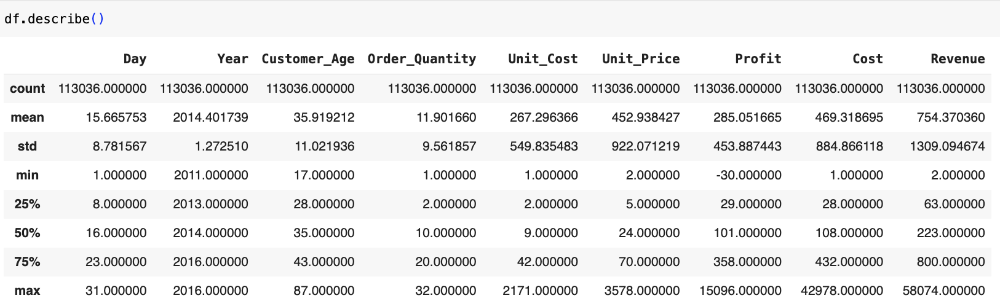 df.describe()
Day Year Customer_Age Order_Quantity Unit_Cost Unit_Price Profit Cost Revenue
count 113036.000000 113036.000000 113036.000000 113036.000000 113036.000000 113036.000000 113036.000000 113036.000000 113036.000000
mean 15.665753 2014.401739 35.919212 11.901660 267.296366 452.938427 285.051665 469.318695 754.370360
std 8.781567 1.272510 11.021936 9.561857 549.835483 922.071219 453.887443 884.866118 1309.094674
min 1.000000 2011.000000 17.000000 1.000000 1.000000 2.000000 -30.000000 1.000000 2.000000
25% 8.000000 2013.000000 28.000000 2.000000 2.000000 5.000000 29.000000 28.000000 63.000000
50% 16.000000 2014.000000 35.000000 10.000000 9.000000 24.000000 101.000000 108.000000 223.000000
75% 23.000000 2016.000000 43.000000 20.000000 42.000000 70.000000 358.000000 432.000000 800.000000
max 31.000000 2016.000000 87.000000 32.000000 2171.000000 3578.000000 15096.000000 42978.000000 58074.000000